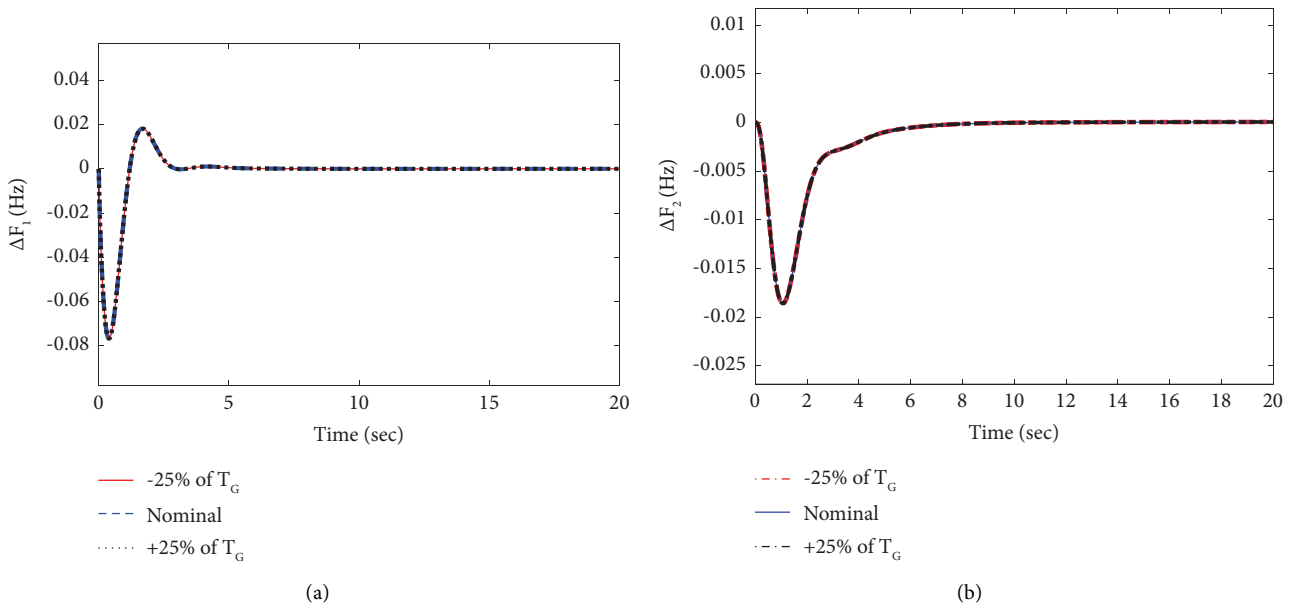 0.04
0.02
0
-0.02
-0.04
-0.06
-0.08
ΔF1 (Hz)
0 5 10 15 20
Time (sec)
-25% of TG
Nominal
+25% of TG
(a)
0.01
0.005
0
-0.005
-0.01
-0.015
-0.02
-0.025
ΔF2 (Hz)
0 2 4 6 8 10 12 14 16 18 20
Time (sec)
-25% of TG
Nominal
+25% of TG
(b)